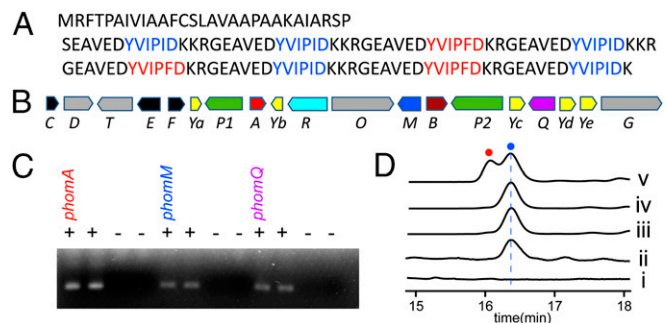 A MRFTPAIVIAAFCSLAVAAPAAKAIARSP
SEAVEDYVIPIDKKRGEAVEDYVIPIDKKRGEAVEDYVIPFDKRGEAVEDYVIPIDKKR
GEAVEDYVIPFDKRGEAVEDYVIPIDKKRGEAVEDYVIPFDKRGEAVEDYVIPIDK
B
C D T E F Ya P1 A Yb R O M B P2 Yc Q Yd Ye G
C
phomA phomM phomQ
+ + - - + + - - + + - -
D
v
iv
iii
ii
i
15 16 17 18
time(min)